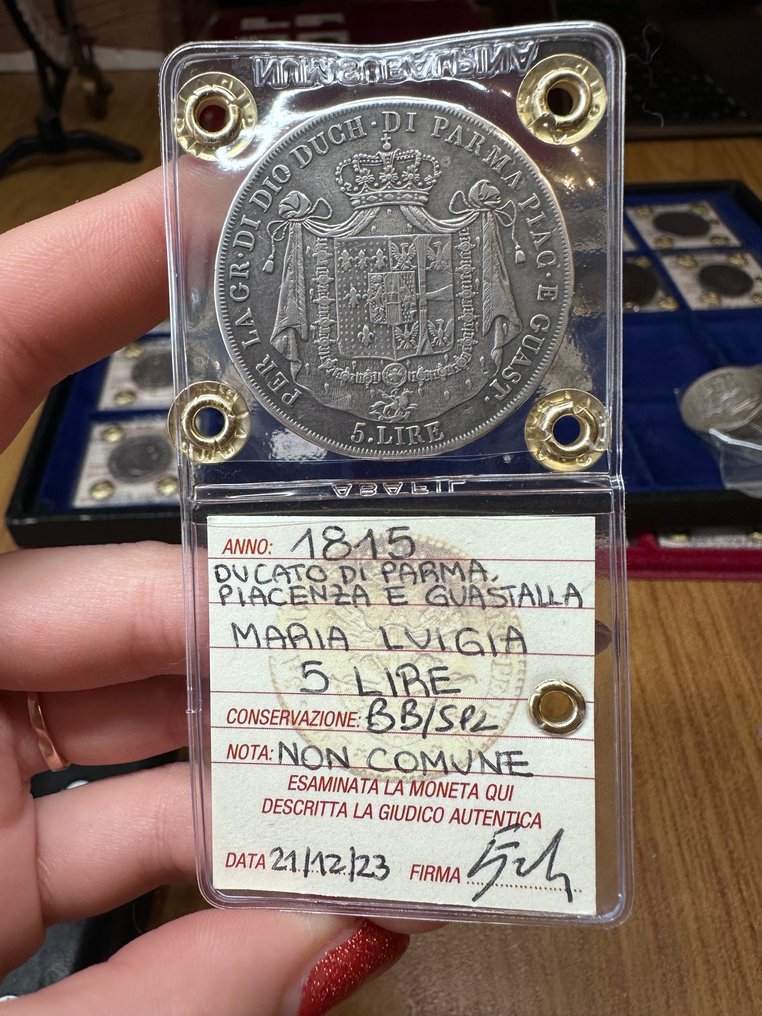 NUMISUBALPINA
PER LA GR. DI DIO DUCH. DI PARMA PIAC. E GUAST.
5.LIRE
ABAFIL
ANNO: 1815
DUCATO DI PARMA,
PIACENZA E GUASTALLA
MARIA LUIGIA
5 LIRE
CONSERVAZIONE: BB/SPL
NOTA: NON COMUNE
ESAMINATA LA MONETA QUI
DESCRITTA LA GIUDICO AUTENTICA
DATA 21/12/23 FIRMA